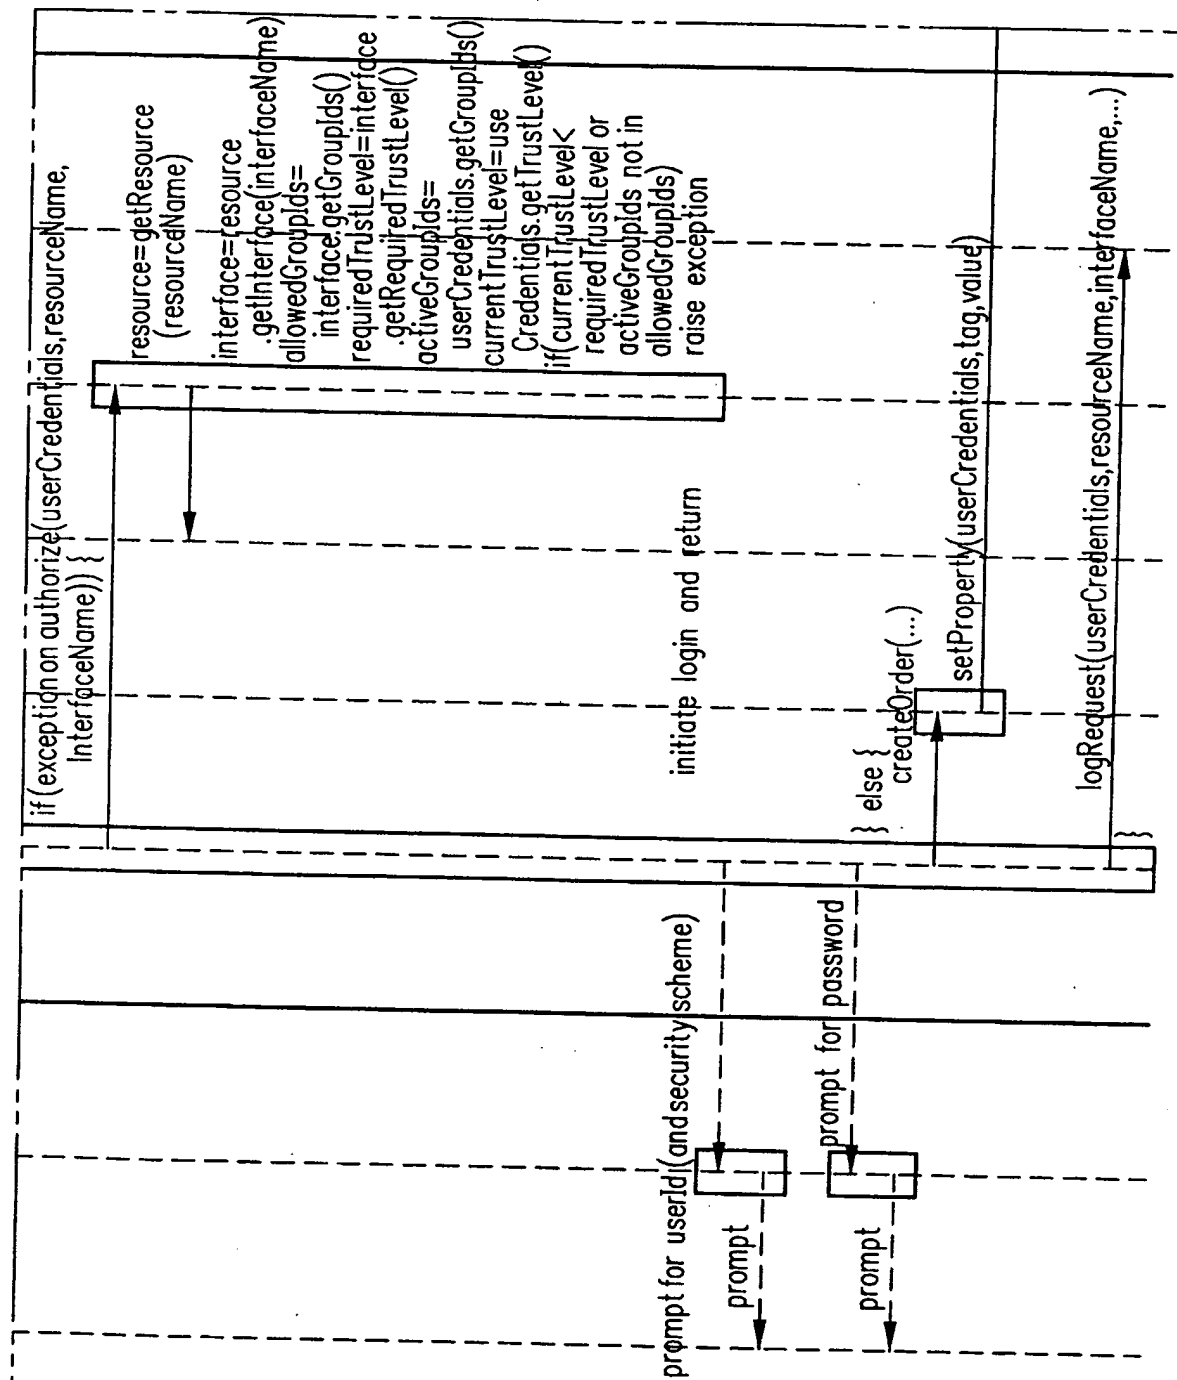 if(exception on authorize(userCredentials,resourceName,
InterfaceName)) {
resource=getResource
(resourceName)
interface=resource
.getInterface(interfaceName)
allowedGroupIds=
interface.getGroupIds()
requiredTrustLevel=interface
.getRequiredTrustLevel()
activeGroupIds=
userCredentials.getGroupIds()
currentTrustLevel=use
Credentials.getTrustLevel()
if(currentTrustLevel<
requiredTrustLevel or
activeGroupIds not in
allowedGroupIds)
raise exception
initiate login and return
prompt for userId (and security scheme)
prompt
prompt for password
prompt
} else {
createOrder(...)
setProperty(userCredentials,tag,value)
logRequest(userCredentials,resourceName,interfaceName,...)
}